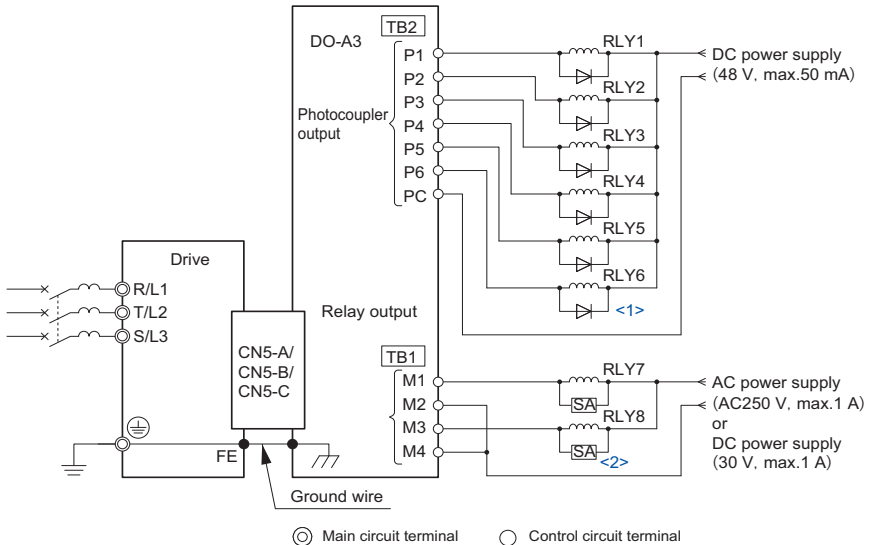 DO-A3
TB2
P1
P2
P3
P4
P5
P6
PC
Photocoupler
output
RLY1
RLY2
RLY3
RLY4
RLY5
RLY6
<1>
DC power supply
(48 V, max.50 mA)
Drive
R/L1
T/L2
S/L3
CN5-A/
CN5-B/
CN5-C
FE
Ground wire
Relay output
TB1
M1
M2
M3
M4
RLY7
SA
RLY8
SA
<2>
AC power supply
(AC250 V, max.1 A)
or
DC power supply
(30 V, max.1 A)
Main circuit terminal
Control circuit terminal